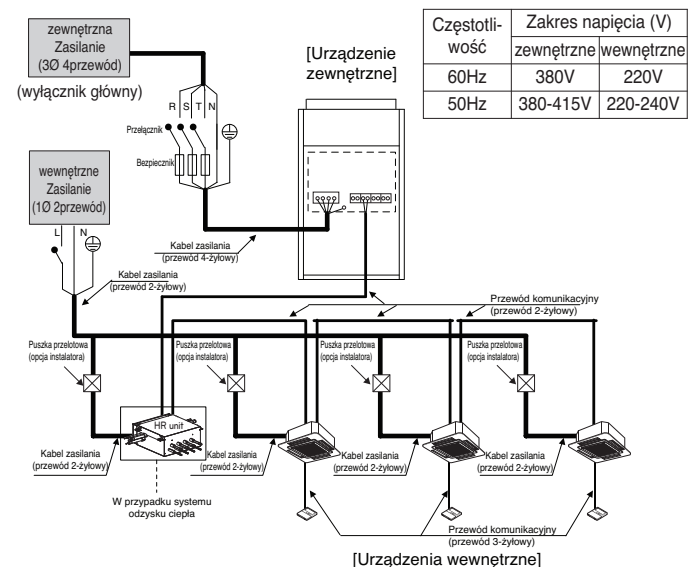 zewnętrzna
Zasilanie
(3Ø 4przewód)
(wyłącznik główny)
R S T N
Przełącznik
Bezpiecznik
[Urządzenie
zewnętrzne]
Częstotli-
wość
Zakres napięcia (V)
zewnętrzne wewnętrzne
60Hz 380V 220V
50Hz 380-415V 220-240V
wewnętrzne
Zasilanie
(1Ø 2przewód)
L N
Kabel zasilania
(przewód 4-żyłowy)
Kabel zasilania
(przewód 2-żyłowy)
Przewód komunikacyjny
(przewód 2-żyłowy)
Puszka przelotowa
(opcja instalatora)
Puszka przelotowa
(opcja instalatora)
Puszka przelotowa
(opcja instalatora)
Puszka przelotowa
(opcja instalatora)
HR unit
Kabel zasilania
(przewód 2-żyłowy)
Kabel zasilania
(przewód 2-żyłowy)
Kabel zasilania
(przewód 2-żyłowy)
Kabel zasilania
(przewód 2-żyłowy)
W przypadku systemu
odzysku ciepła
Przewód komunikacyjny
(przewód 3-żyłowy)
[Urządzenia wewnętrzne]